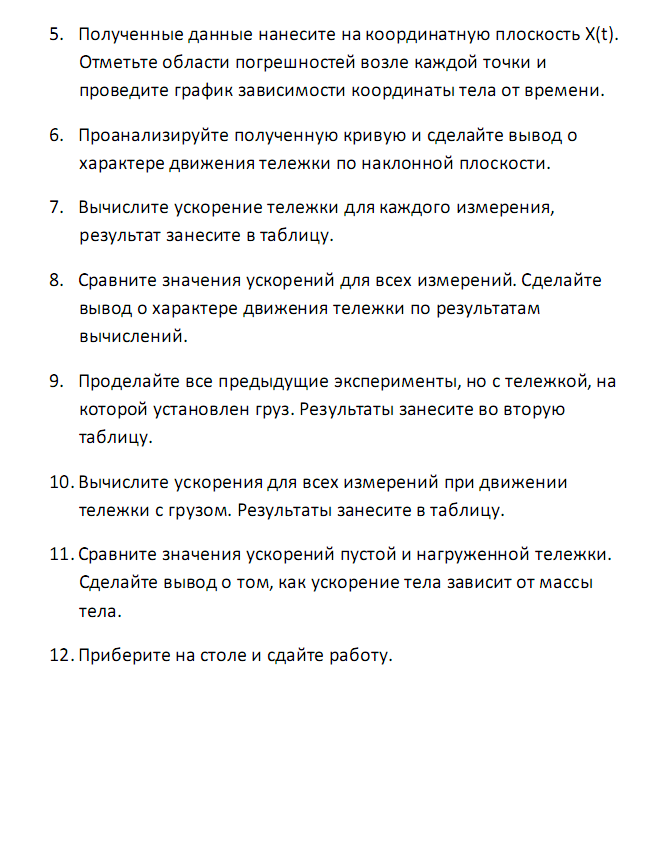 5. Полученные данные нанесите на координатную плоскость X(t).
Отметьте области погрешностей возле каждой точки и
проведите график зависимости координаты тела от времени.
6. Проанализируйте полученную кривую и сделайте вывод о
характере движения тележки по наклонной плоскости.
7. Вычислите ускорение тележки для каждого измерения,
результат занесите в таблицу.
8. Сравните значения ускорений для всех измерений. Сделайте
вывод о характере движения тележки по результатам
вычислений.
9. Проделайте все предыдущие эксперименты, но с тележкой, на
которой установлен груз. Результаты занесите во вторую
таблицу.
10. Вычислите ускорения для всех измерений при движении
тележки с грузом. Результаты занесите в таблицу.
11. Сравните значения ускорений пустой и нагруженной тележки.
Сделайте вывод о том, как ускорение тела зависит от массы
тела.
12. Приберите на столе и сдайте работу.